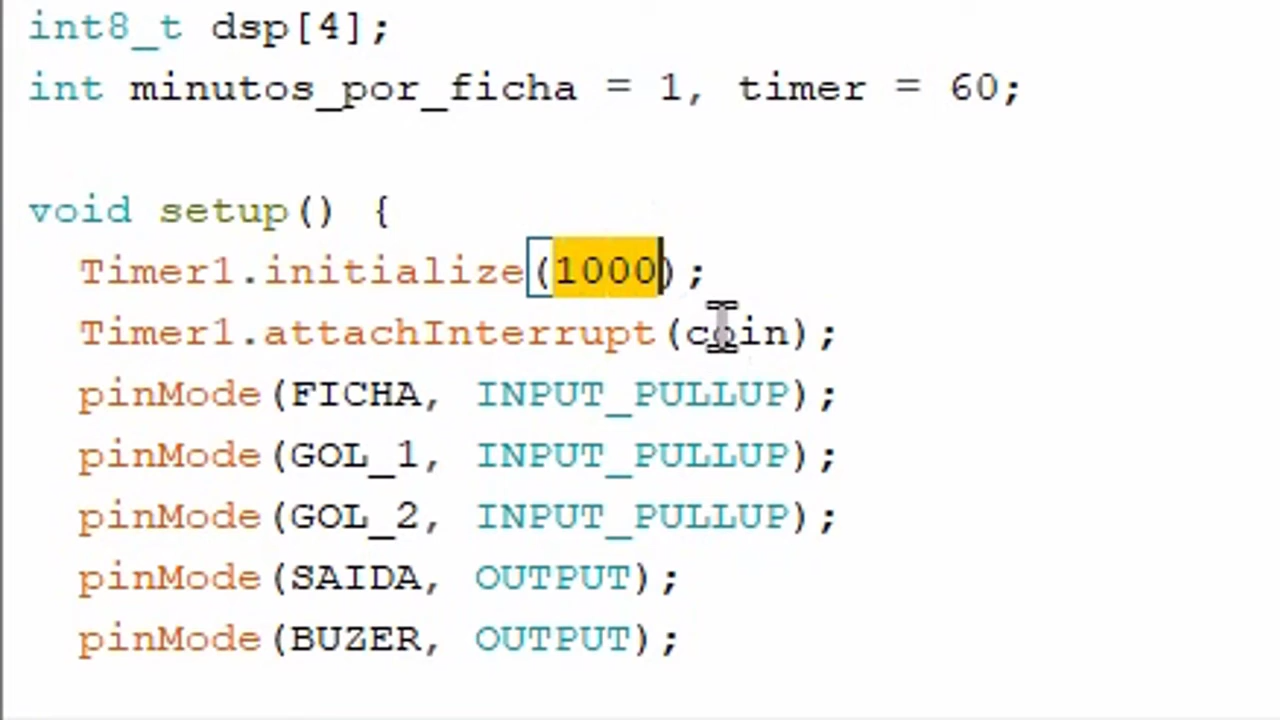 int8_t dsp[4];
int minutos_por_ficha = 1, timer = 60;
void setup() {
Timer1.initialize(1000);
Timer1.attachInterrupt(coin);
pinMode(FICHA, INPUT_PULLUP);
pinMode(GOL_1, INPUT_PULLUP);
pinMode(GOL_2, INPUT_PULLUP);
pinMode(SAIDA, OUTPUT);
pinMode(BUZER, OUTPUT);